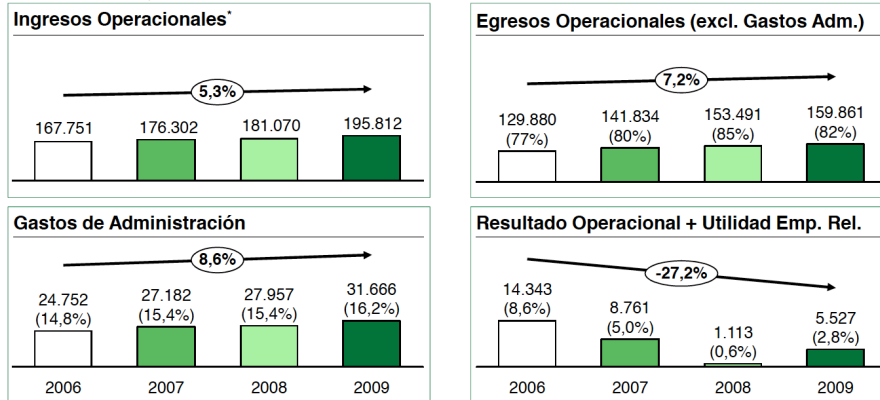 Ingresos Operacionales*
5,3%
167.751 176.302 181.070 195.812
Egresos Operacionales (excl. Gastos Adm.)
7,2%
129.880 141.834 153.491 159.861
(77%) (80%) (85%) (82%)
Gastos de Administración
8,6%
24.752 27.182 27.957 31.666
(14,8%) (15,4%) (15,4%) (16,2%)
2006 2007 2008 2009
Resultado Operacional + Utilidad Emp. Rel.
-27,2%
14.343 8.761 1.113 5.527
(8,6%) (5,0%) (0,6%) (2,8%)
2006 2007 2008 2009